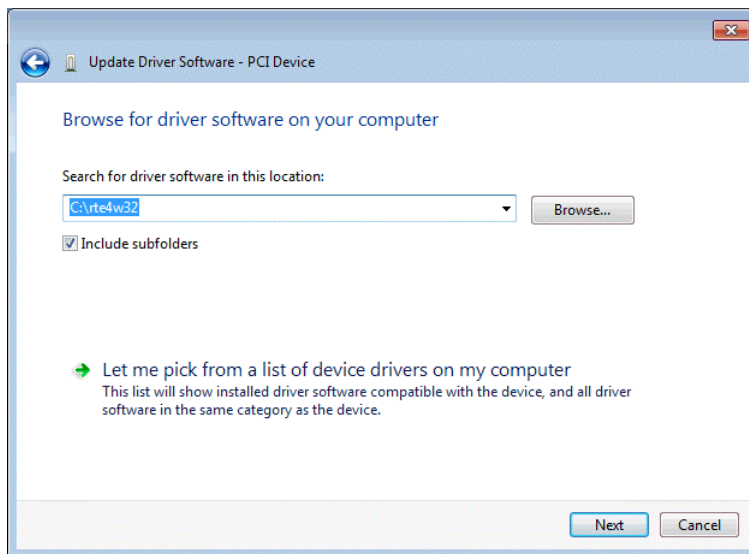 Update Driver Software - PCI Device
Browse for driver software on your computer
Search for driver software in this location:
C:\rte4w32
Browse...
Include subfolders
Let me pick from a list of device drivers on my computer
This list will show installed driver software compatible with the device, and all driver
software in the same category as the device.
Next
Cancel